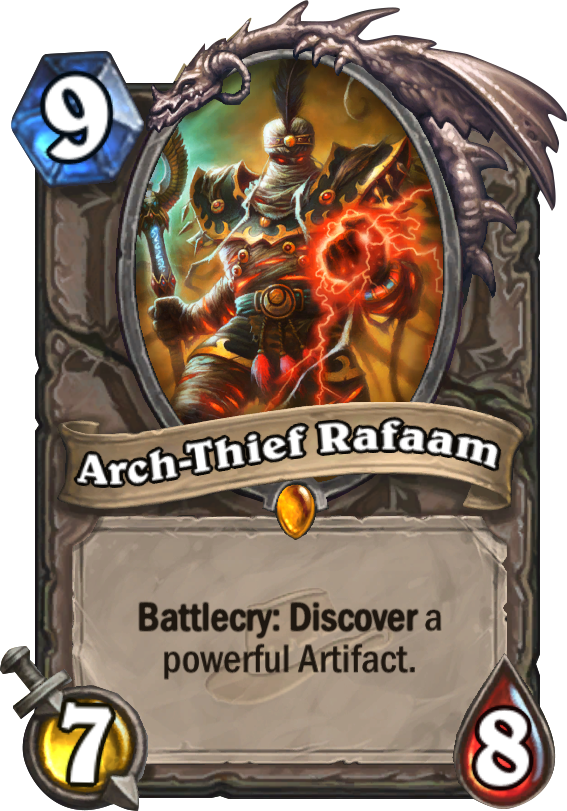 9
Arch-Thief Rafaam
Battlecry: Discover a
powerful Artifact.
7
8